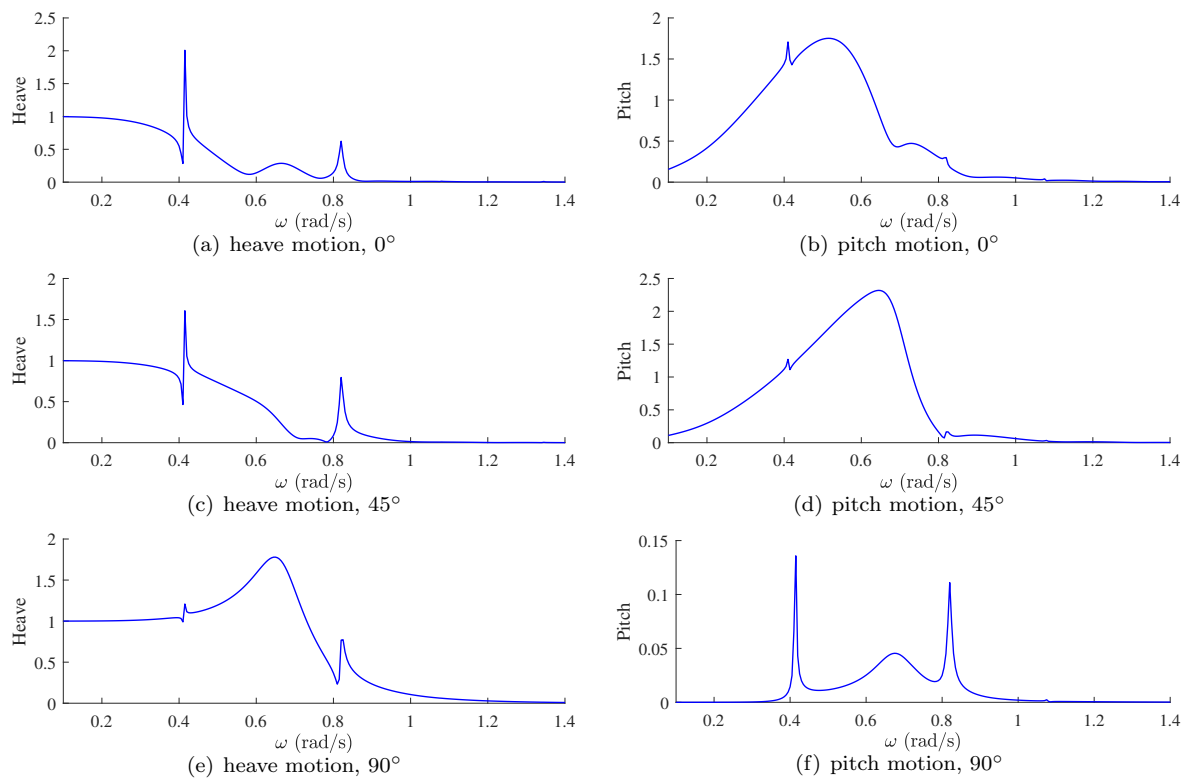 2.5
2
1.5
1
0.5
0
Heave
0.2 0.4 0.6 0.8 1 1.2 1.4
ω (rad/s)
(a) heave motion, 0°
2
1.5
1
0.5
0
Pitch
0.2 0.4 0.6 0.8 1 1.2 1.4
ω (rad/s)
(b) pitch motion, 0°
2
1.5
1
0.5
0
Heave
0.2 0.4 0.6 0.8 1 1.2 1.4
ω (rad/s)
(c) heave motion, 45°
2.5
2
1.5
1
0.5
0
Pitch
0.2 0.4 0.6 0.8 1 1.2 1.4
ω (rad/s)
(d) pitch motion, 45°
2
1.5
1
0.5
0
Heave
0.2 0.4 0.6 0.8 1 1.2 1.4
ω (rad/s)
(e) heave motion, 90°
0.15
0.1
0.05
0
Pitch
0.2 0.4 0.6 0.8 1 1.2 1.4
ω (rad/s)
(f) pitch motion, 90°